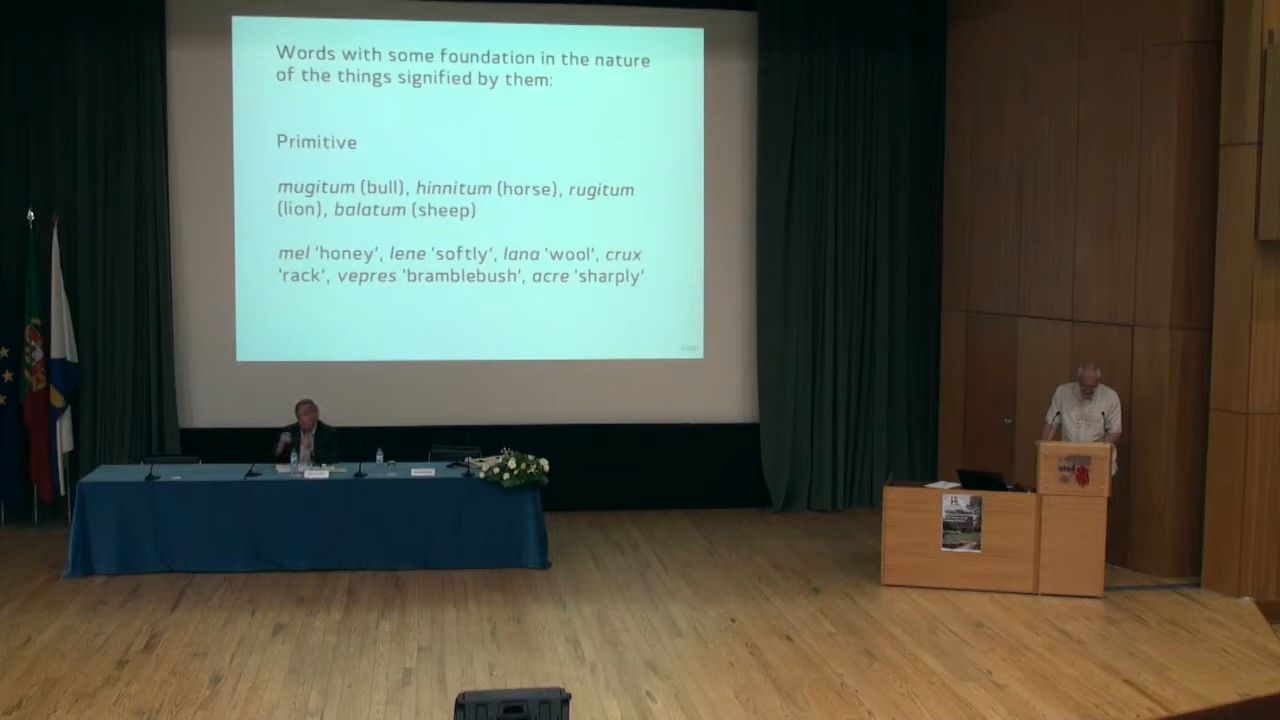 Words with some foundation in the nature
of the things signified by them:
Primitive
mugitum (bull), hinnitum (horse), rugitum
(lion), balatum (sheep)
mel 'honey', lene 'softly', lana 'wool', crux
'rack', vepres 'bramblebush', acre 'sharply'